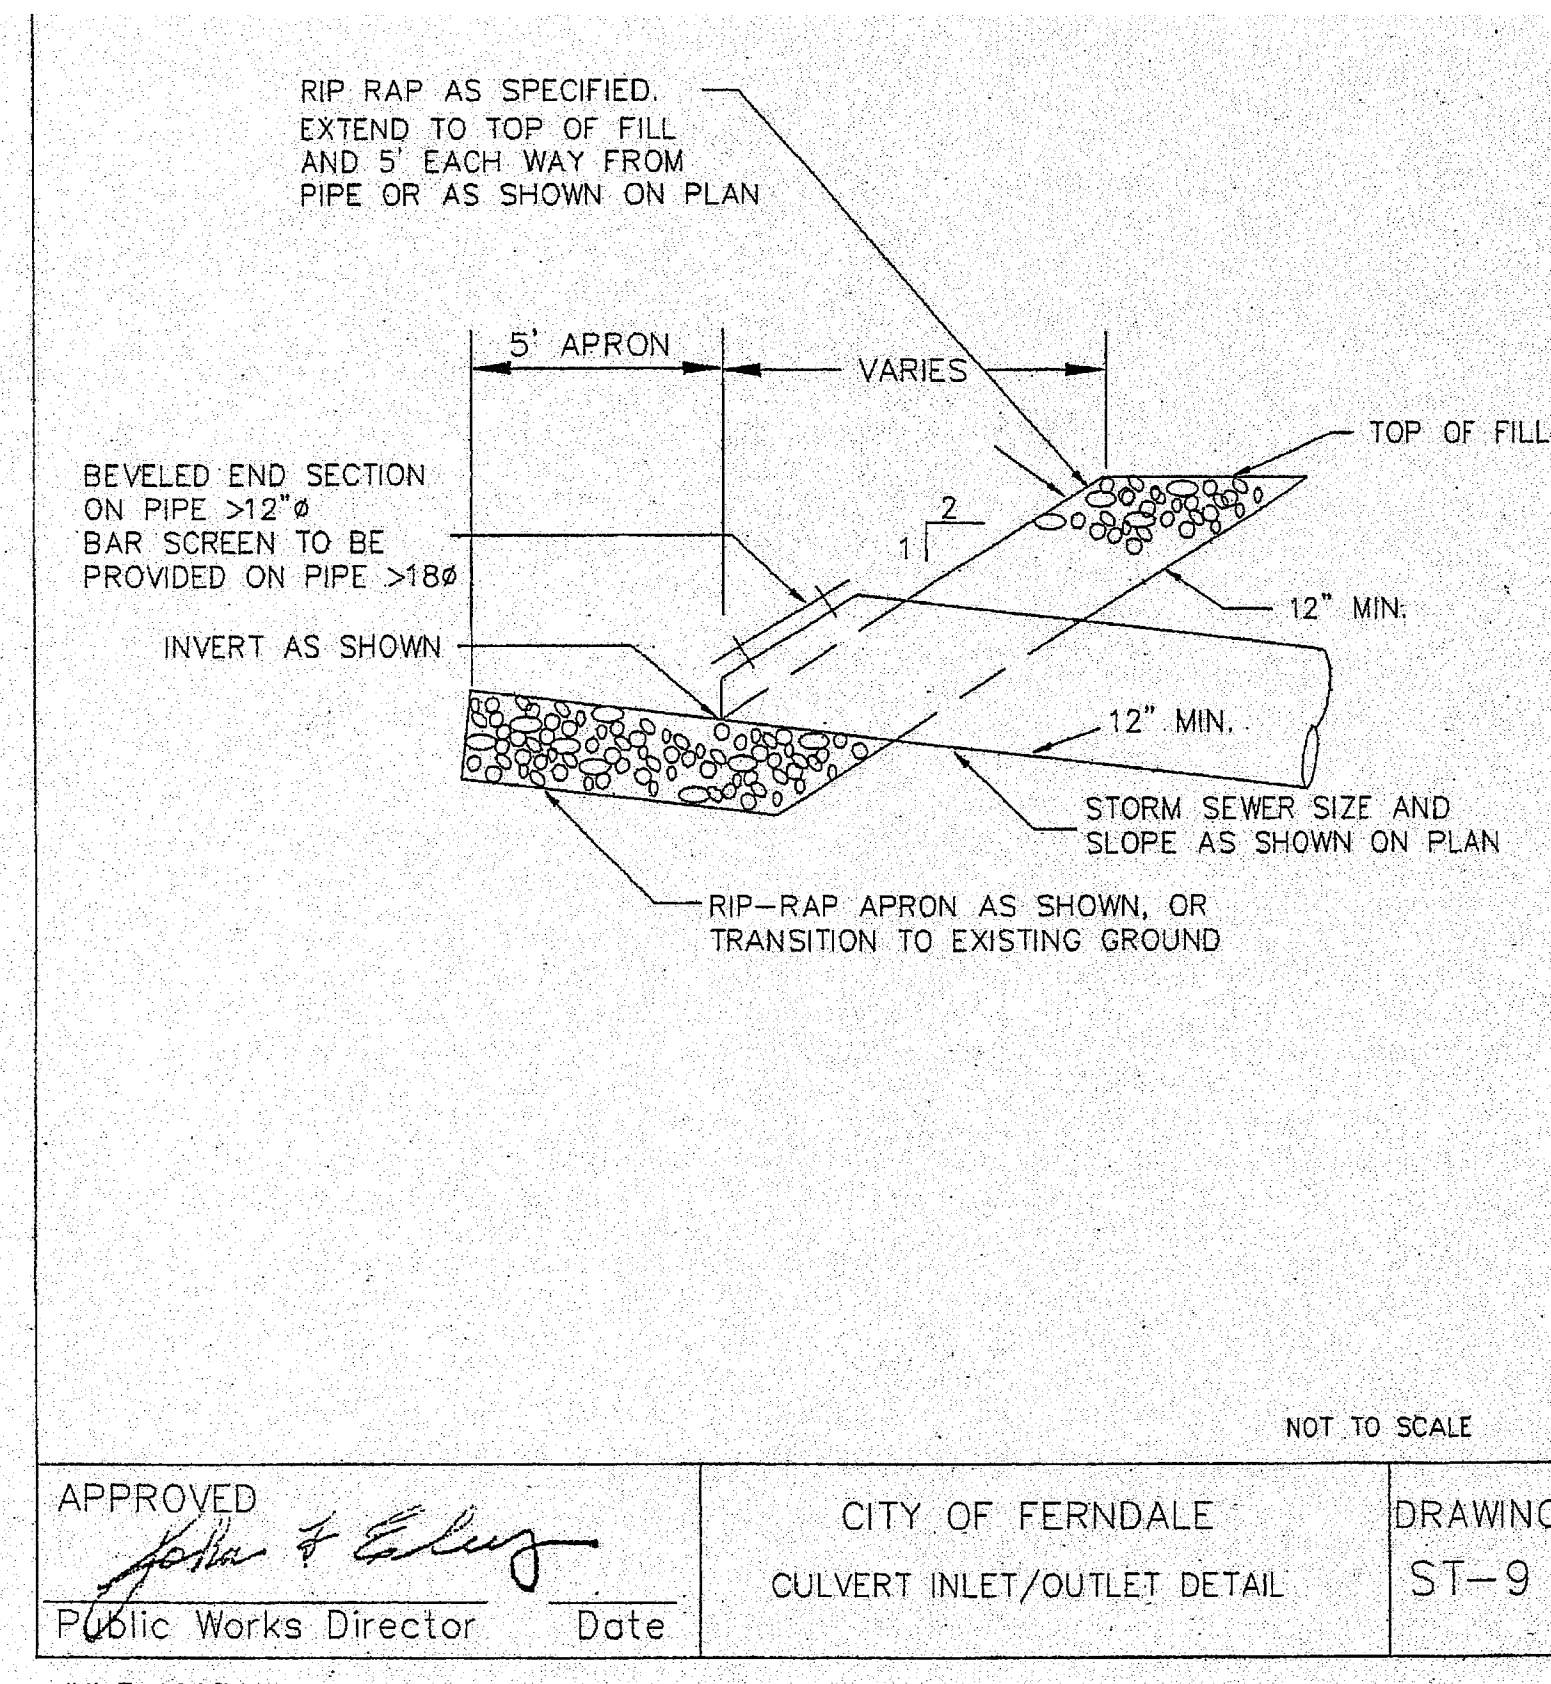 RIP RAP AS SPECIFIED.
EXTEND TO TOP OF FILL
AND 5' EACH WAY FROM
PIPE OR AS SHOWN ON PLAN
5' APRON
VARIES
TOP OF FILL
BEVELED END SECTION
ON PIPE >12"ø
BAR SCREEN TO BE
PROVIDED ON PIPE >18ø
2
1
12" MIN.
INVERT AS SHOWN
12" MIN.
STORM SEWER SIZE AND
SLOPE AS SHOWN ON PLAN
RIP-RAP APRON AS SHOWN, OR
TRANSITION TO EXISTING GROUND
NOT TO SCALE
APPROVED
John F
Public Works Director
Date
CITY OF FERNDALE
CULVERT INLET/OUTLET DETAIL
DRAWING
ST-9